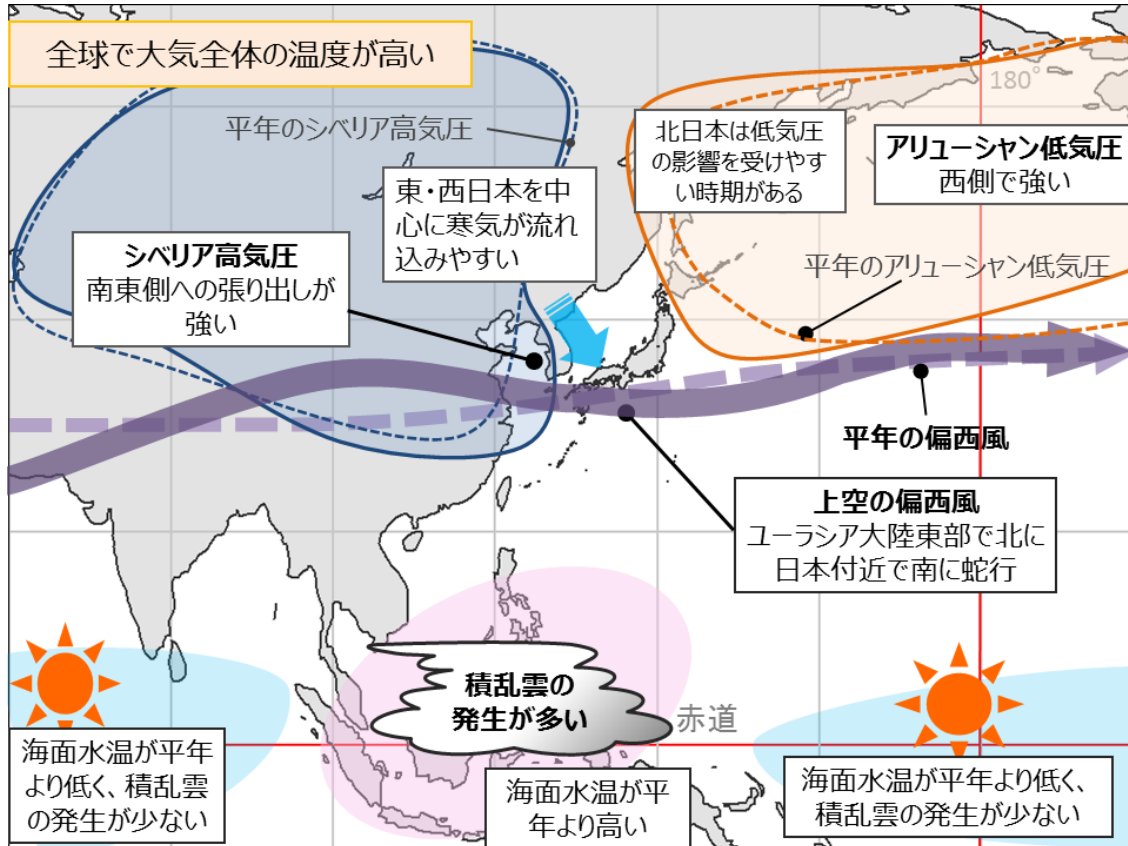 全球で大気全体の温度が高い
180°
平年のシベリア高気圧
北日本は低気圧
の影響を受けやす
い時期がある
アリューシャン低気圧
西側で強い
東・西日本を中
心に寒気が流れ
込みやすい
シベリア高気圧
南東側への張り出しが
強い
平年のアリューシャン低気圧
平年の偏西風
上空の偏西風
ユーラシア大陸東部で北に
日本付近で南に蛇行
積乱雲の
発生が多い
赤道
海面水温が平年
より低く、積乱雲
の発生が少ない
海面水温が平
年より高い
海面水温が平年より低く、
積乱雲の発生が少ない